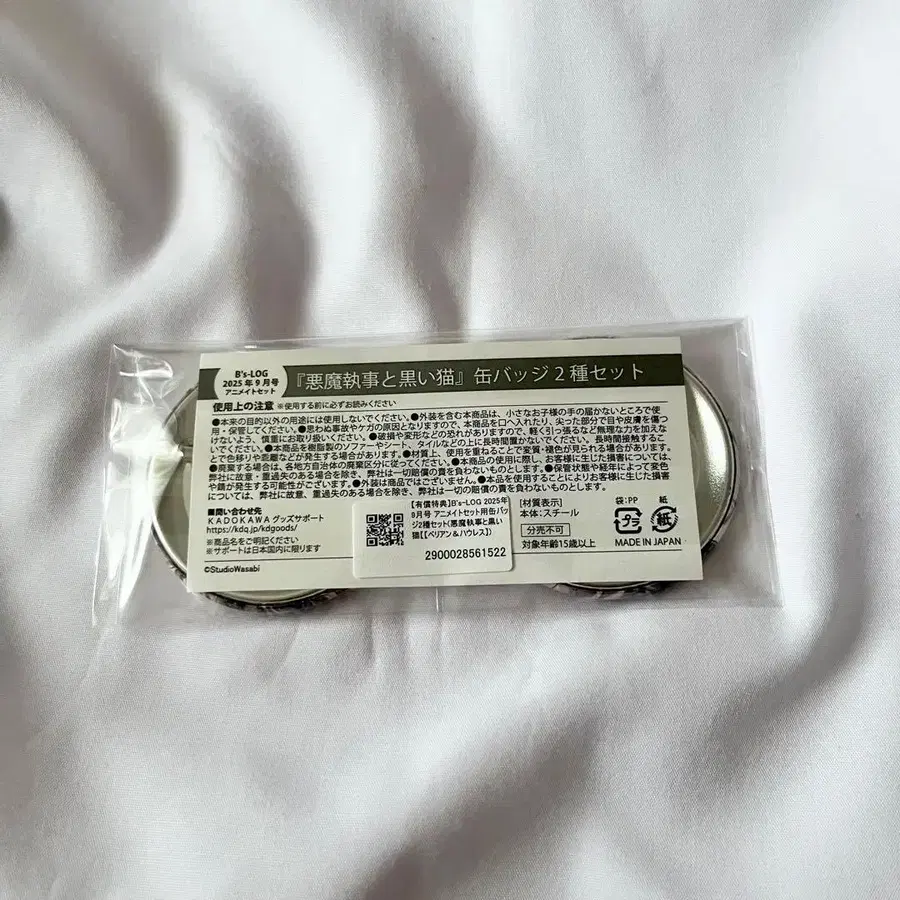 B's-LOG
2025年9月号
アニメイトセット
『悪魔執事と黒い猫』缶バッジ2種セット
使用上の注意 ※使用する前に必ずお読みください
●本来の目的以外の用途には使用しないでください。●外装を含む本商品は、小さなお子様の手の届かないところで使
用・保管してください。●思わぬ事故やケガの原因となりますので、本商品を口へ入れたり、尖った部分で目や皮膚を傷つ
けないよう、慎重にお取り扱いください。●破損や変形などの恐れがありますので、軽く引っ張るなど無理な力を加えな
いでください。●本商品を樹脂製のソファーやシート、タイルなどの上に長時間置かないでください。長時間接触するこ
とで色移りや癒着などが発生する場合があります。●材質上、使用を重ねることで変質・褪色が見られる場合があります。
●廃棄する場合は、各地方自治体の廃棄区分に従ってください。●本商品の使用に際し、お客様に生じた損害については、
弊社に故意、重過失のある場合を除き、弊社は一切の賠償の責を負わないものとします。●保管状態や経年によって変色
や錆が発生する可能性がございます。●外装は商品ではございません。●本品を使用することによりお客様に生じた損害
については、弊社に故意、重過失のある場合を除き、弊社は一切の賠償の責を負わないものとします。
■問い合わせ先
KADOKAWA グッズサポート
https://kdq.jp/kdgoods/
※商品名をご明記ください
※サポートは日本国内に限ります
©StudioWasabi
【有償特典】B's-LOG 2025年
9月号 アニメイトセット用缶バッ
ジ2種セット(悪魔執事と黒い
猫【【ベリアン&ハウレス】)
2900028561522
[材質表示]
本体:スチール
分売不可
対象年齢15歳以上
袋:PP
プラ
紙
紙
MADE IN JAPAN